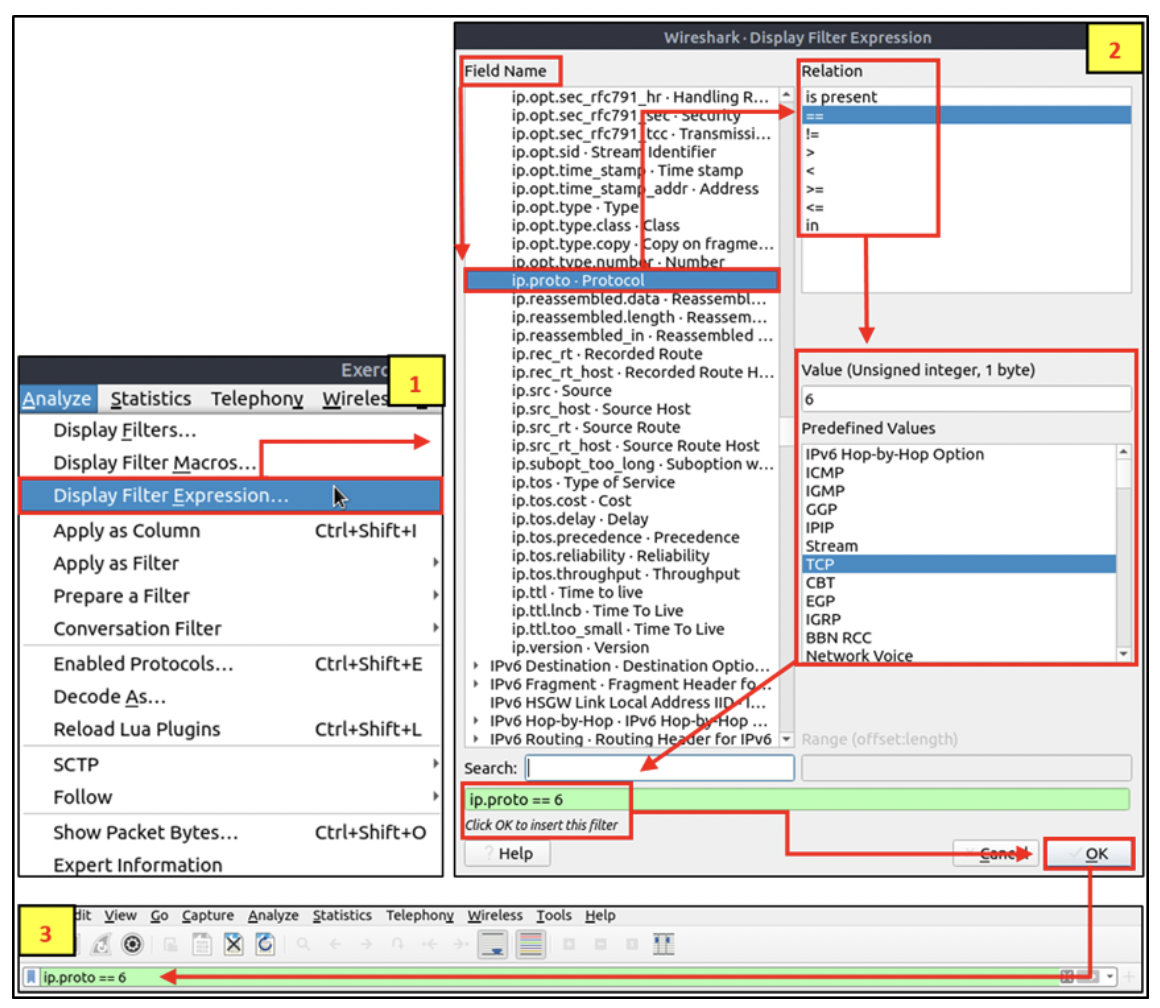 Wireshark · Display Filter Expression
2
Field Name
ip.opt.sec_rfc791_hr · Handling R...
ip.opt.sec_rfc791_sec · Security
ip.opt.sec_rfc791_tcc · Transmissi...
ip.opt.sid · Stream Identifier
ip.opt.time_stamp · Time stamp
ip.opt.time_stamp_addr · Address
ip.opt.type · Type
ip.opt.type.class · Class
ip.opt.type.copy · Copy on fragme...
ip.opt.type.number · Number
ip.proto · Protocol
ip.reassembled.data · Reassembl...
ip.reassembled.length · Reassem...
ip.reassembled_in · Reassembled ...
ip.rec_rt · Recorded Route
ip.rec_rt_host · Recorded Route H...
ip.src · Source
ip.src_host · Source Host
ip.src_rt · Source Route
ip.src_rt_host · Source Route Host
ip.subopt_too_long · Suboption w...
ip.tos · Type of Service
ip.tos.cost · Cost
ip.tos.delay · Delay
ip.tos.precedence · Precedence
ip.tos.reliability · Reliability
ip.tos.throughput · Throughput
ip.ttl · Time to live
ip.ttl.lncb · Time To Live
ip.ttl.too_small · Time To Live
ip.version · Version
IPv6 Destination · Destination Optio...
IPv6 Fragment · Fragment Header fo...
IPv6 HSGW Link Local Address IID · I...
IPv6 Hop-by-Hop · IPv6 Hop-by-Hop ...
IPv6 Routing · Routing Header for IPv6
Relation
is present
==
!=
>
<
>=
<=
in
Value (Unsigned integer, 1 byte)
6
Predefined Values
IPv6 Hop-by-Hop Option
ICMP
IGMP
GGP
IPIP
Stream
TCP
CBT
EGP
IGRP
BBN RCC
Network Voice
Range (offset:length)
Search:
ip.proto == 6
Click OK to insert this filter
? Help
Cancel
OK
Exerc
1
Analyze Statistics Telephony Wireles
Display Filters...
Display Filter Macros...
Display Filter Expression...
Apply as Column Ctrl+Shift+I
Apply as Filter
Prepare a Filter
Conversation Filter
Enabled Protocols... Ctrl+Shift+E
Decode As...
Reload Lua Plugins Ctrl+Shift+L
SCTP
Follow
Show Packet Bytes... Ctrl+Shift+O
Expert Information
3
dit View Go Capture Analyze Statistics Telephony Wireless Tools Help
ip.proto == 6